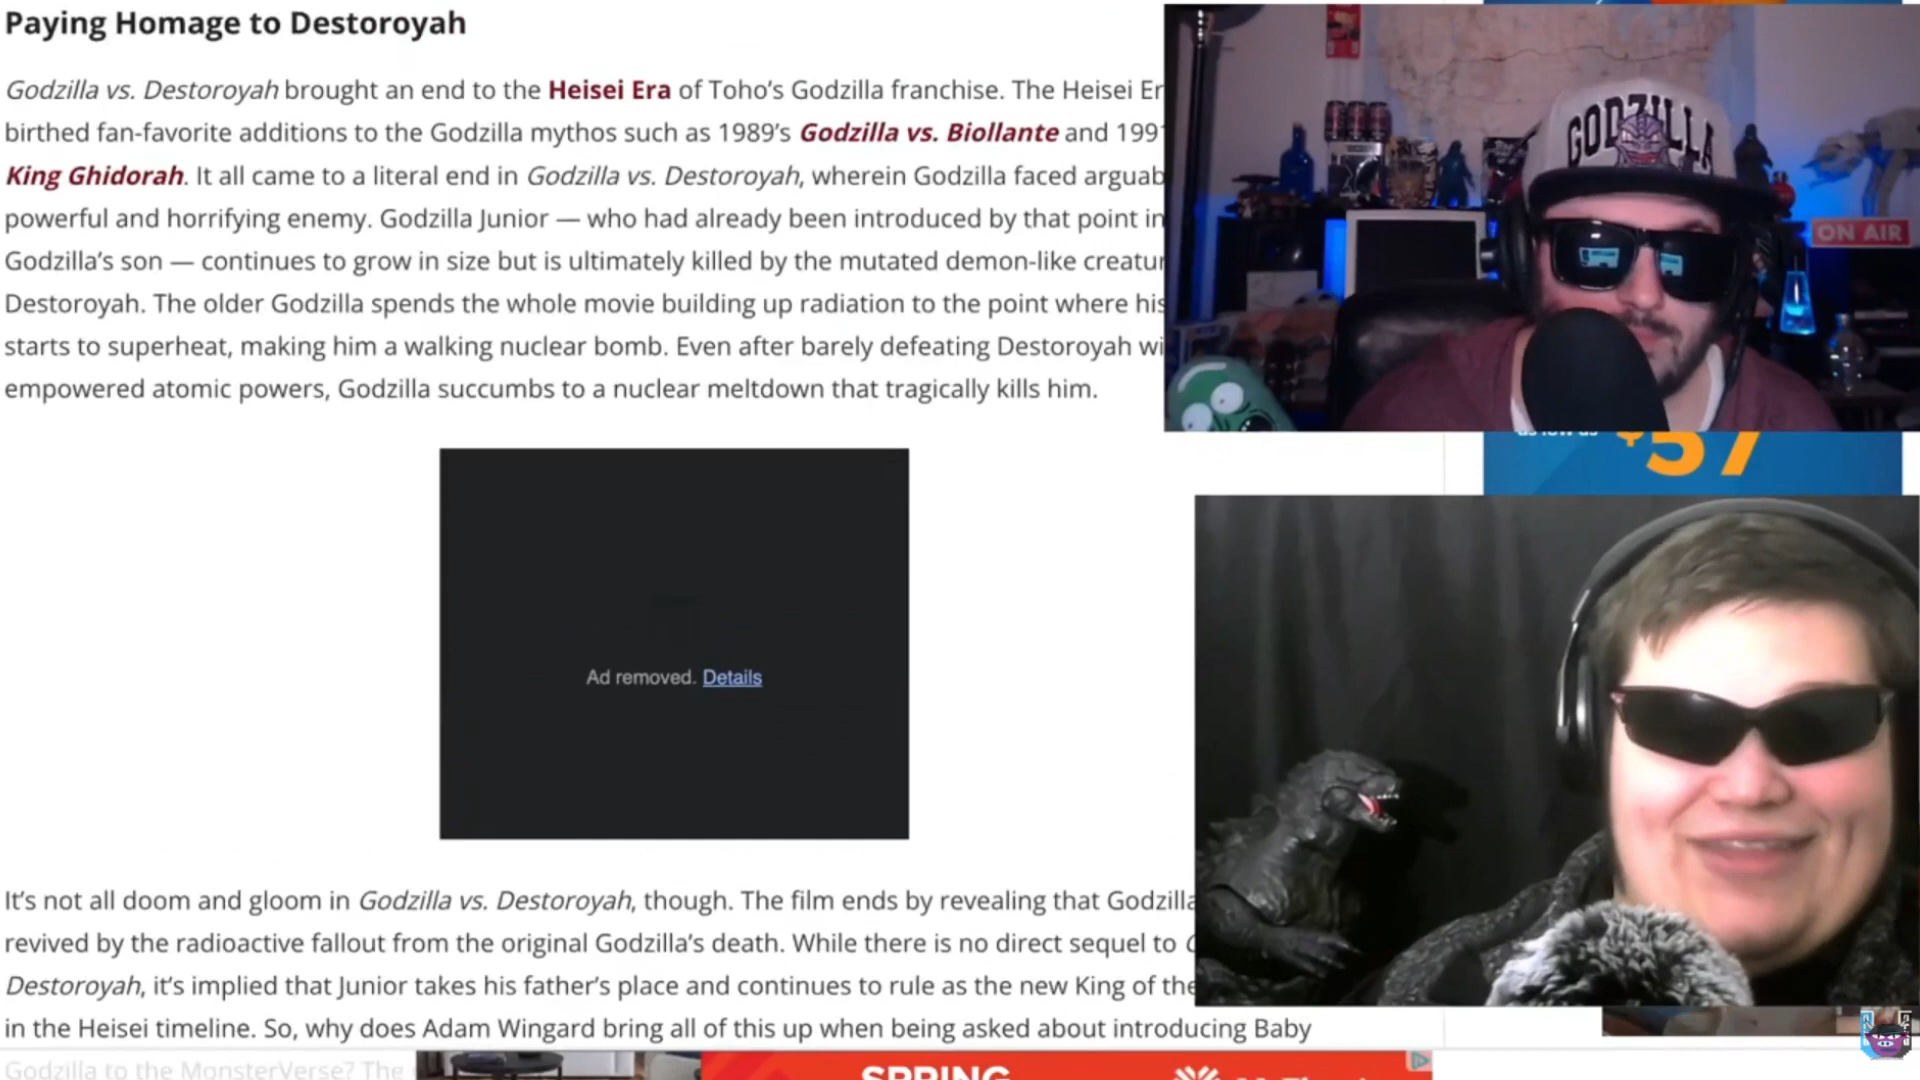 Paying Homage to Destoroyah
Godzilla vs. Destoroyah brought an end to the Heisei Era of Toho's Godzilla franchise. The Heisei Er
birthed fan-favorite additions to the Godzilla mythos such as 1989's Godzilla vs. Biollante and 1991
King Ghidorah. It all came to a literal end in Godzilla vs. Destoroyah, wherein Godzilla faced arguab
powerful and horrifying enemy. Godzilla Junior — who had already been introduced by that point in
Godzilla's son — continues to grow in size but is ultimately killed by the mutated demon-like creatur
Destoroyah. The older Godzilla spends the whole movie building up radiation to the point where his
starts to superheat, making him a walking nuclear bomb. Even after barely defeating Destoroyah wi
empowered atomic powers, Godzilla succumbs to a nuclear meltdown that tragically kills him.
GODZILLA
ON AIR
$57
Ad removed. Details
It's not all doom and gloom in Godzilla vs. Destoroyah, though. The film ends by revealing that Godzilla
revived by the radioactive fallout from the original Godzilla's death. While there is no direct sequel to
Destoroyah, it's implied that Junior takes his father's place and continues to rule as the new King of the
in the Heisei timeline. So, why does Adam Wingard bring all of this up when being asked about introducing Baby
Godzilla to the MonsterVerse? The
SPRING